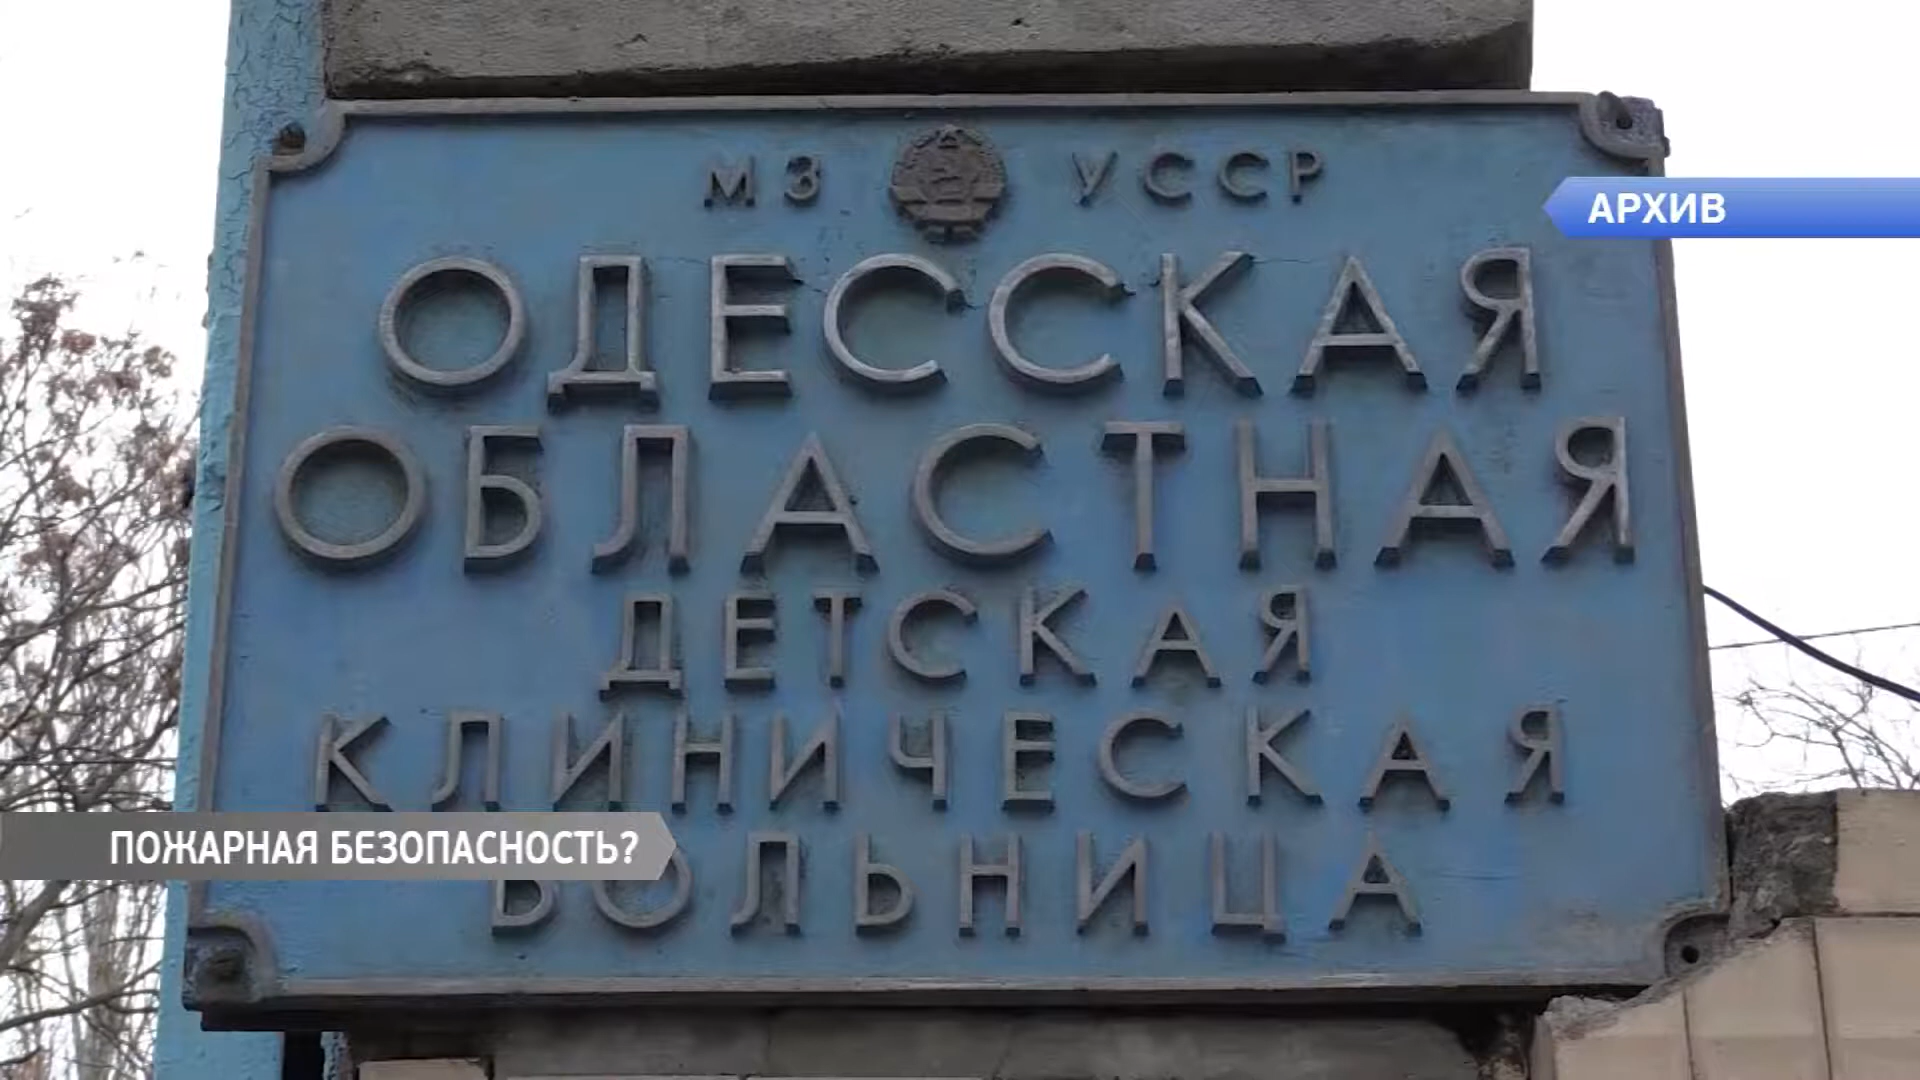 МЗ УССР
АРХИВ
ОДЕССКАЯ
ОБЛАСТНАЯ
ДЕТСКАЯ
КЛИНИЧЕСКАЯ
ПОЖАРНАЯ БЕЗОПАСНОСТЬ?
БОЛЬНИЦА